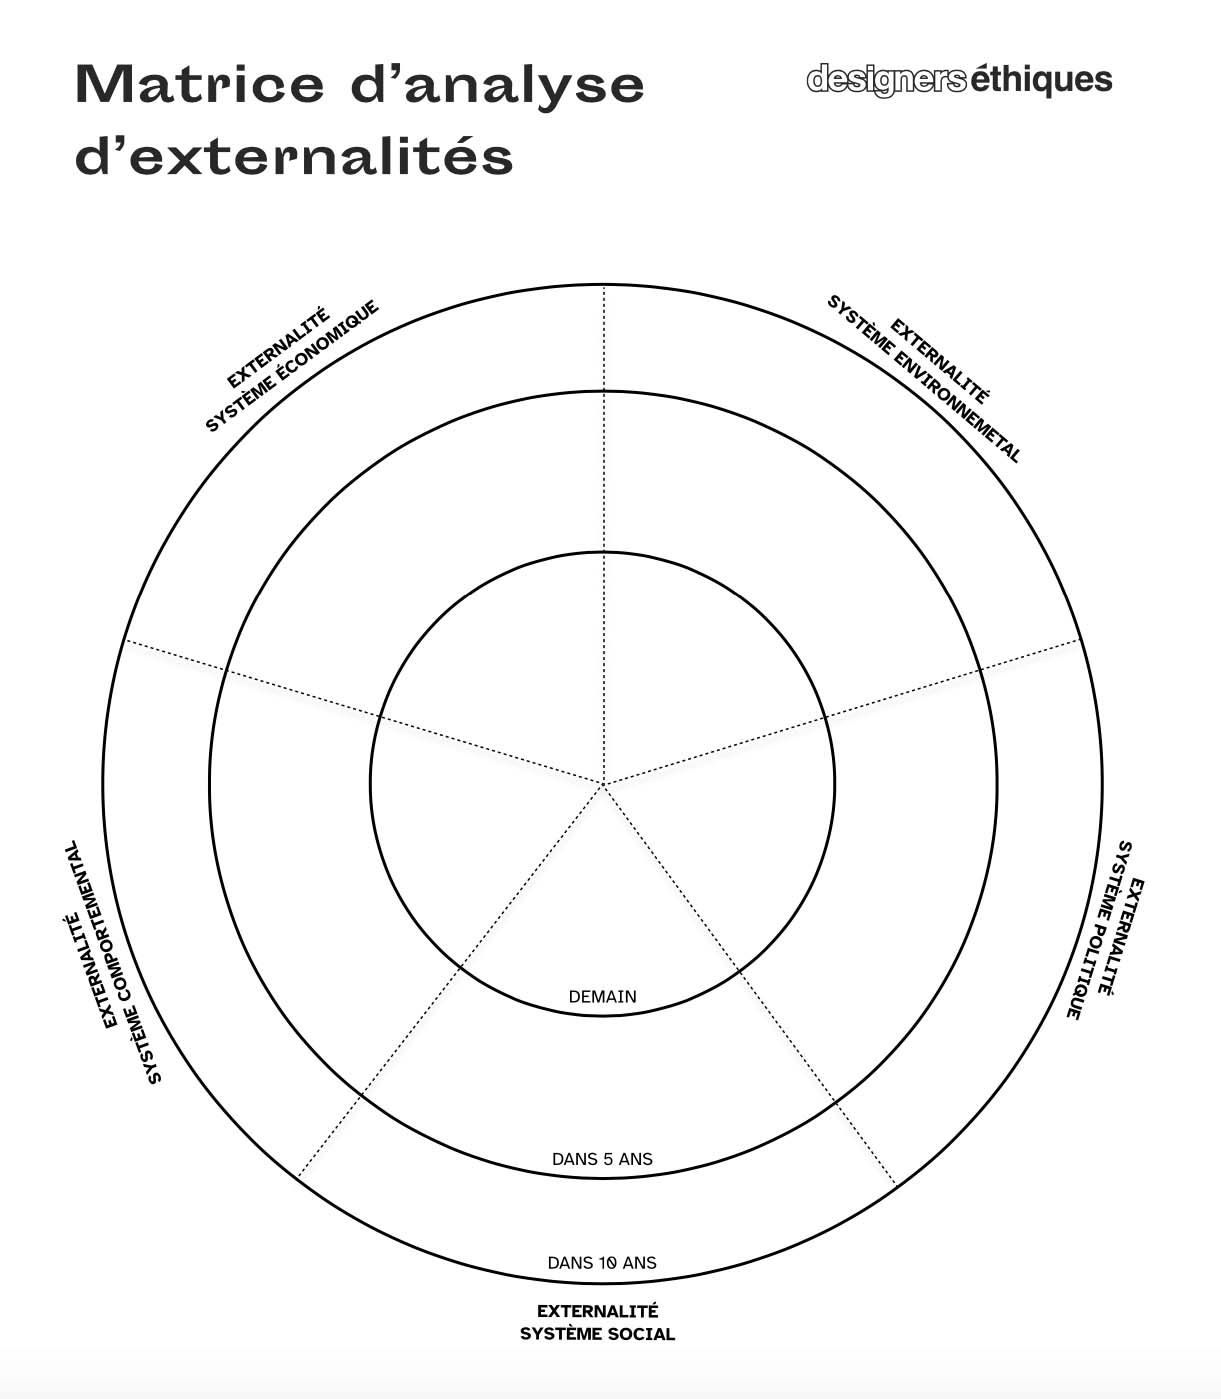 Matrice d’analyse
d’externalités
designers éthiques
EXTERNALITÉ
SYSTÈME ÉCONOMIQUE
EXTERNALITÉ
SYSTÈME ENVIRONNEMETAL
EXTERNALITÉ
SYSTÈME COMPORTEMENTAL
EXTERNALITÉ
SYSTÈME POLITIQUE
DEMAIN
DANS 5 ANS
DANS 10 ANS
EXTERNALITÉ
SYSTÈME SOCIAL